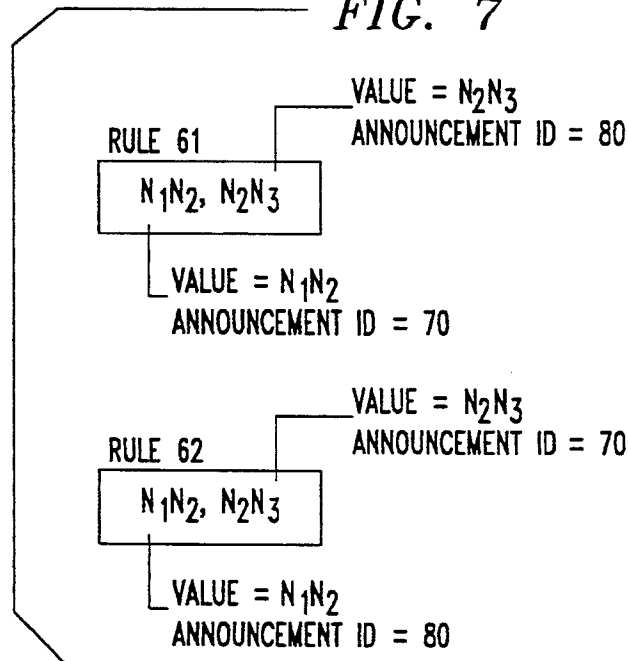 FIG. 7
VALUE = N₂N₃
ANNOUNCEMENT ID = 80
RULE 61
N₁N₂, N₂N₃
VALUE = N₁N₂
ANNOUNCEMENT ID = 70
VALUE = N₂N₃
ANNOUNCEMENT ID = 70
RULE 62
N₁N₂, N₂N₃
VALUE = N₁N₂
ANNOUNCEMENT ID = 80